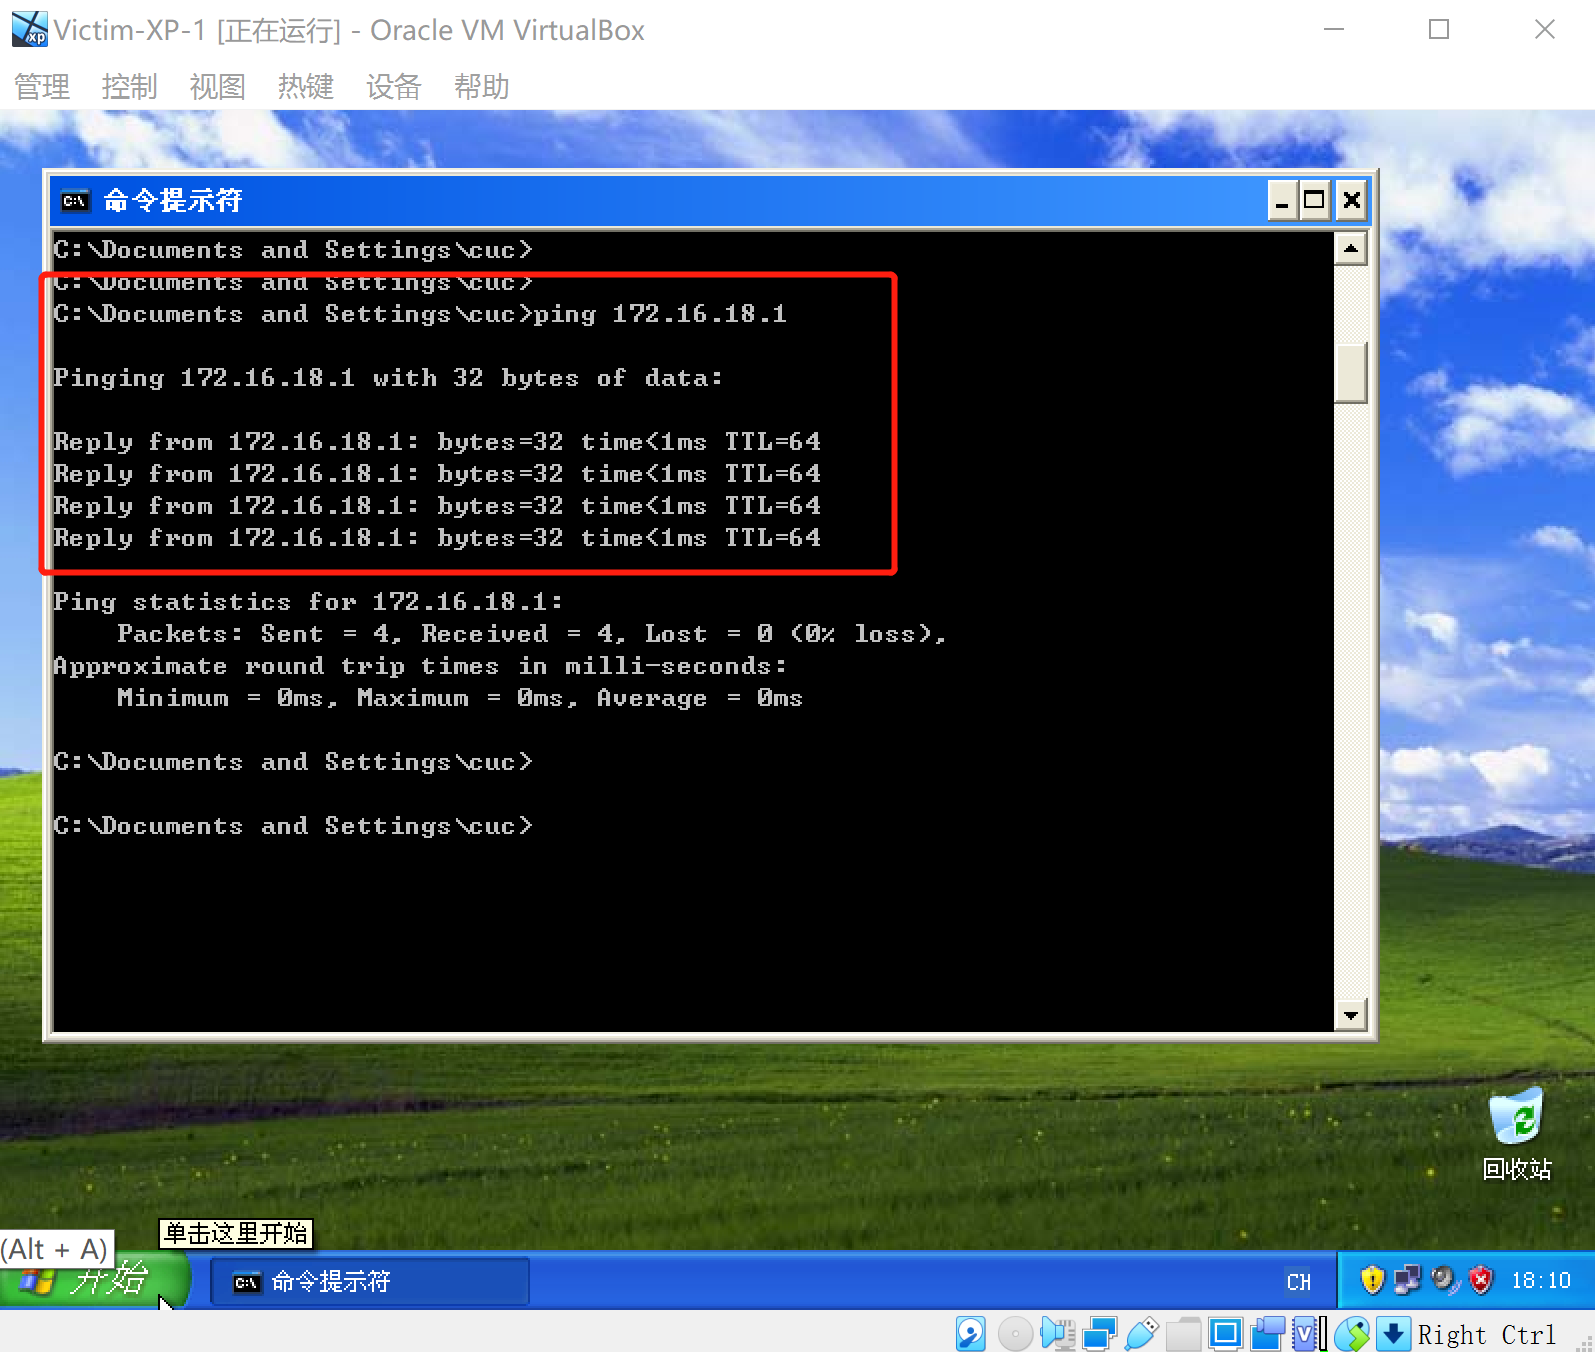 Victim-XP-1 [正在运行] - Oracle VM VirtualBox
管理 控制 视图 热键 设备 帮助
命令提示符
C:\Documents and Settings\cuc>
C:\Documents and Settings\cuc>
C:\Documents and Settings\cuc>ping 172.16.18.1
Pinging 172.16.18.1 with 32 bytes of data:
Reply from 172.16.18.1: bytes=32 time<1ms TTL=64
Reply from 172.16.18.1: bytes=32 time<1ms TTL=64
Reply from 172.16.18.1: bytes=32 time<1ms TTL=64
Reply from 172.16.18.1: bytes=32 time<1ms TTL=64
Ping statistics for 172.16.18.1:
Packets: Sent = 4, Received = 4, Lost = 0 (0% loss),
Approximate round trip times in milli-seconds:
Minimum = 0ms, Maximum = 0ms, Average = 0ms
C:\Documents and Settings\cuc>
C:\Documents and Settings\cuc>
回收站
单击这里开始
(Alt + A)
开始 命令提示符 CH 18:10
Right Ctrl